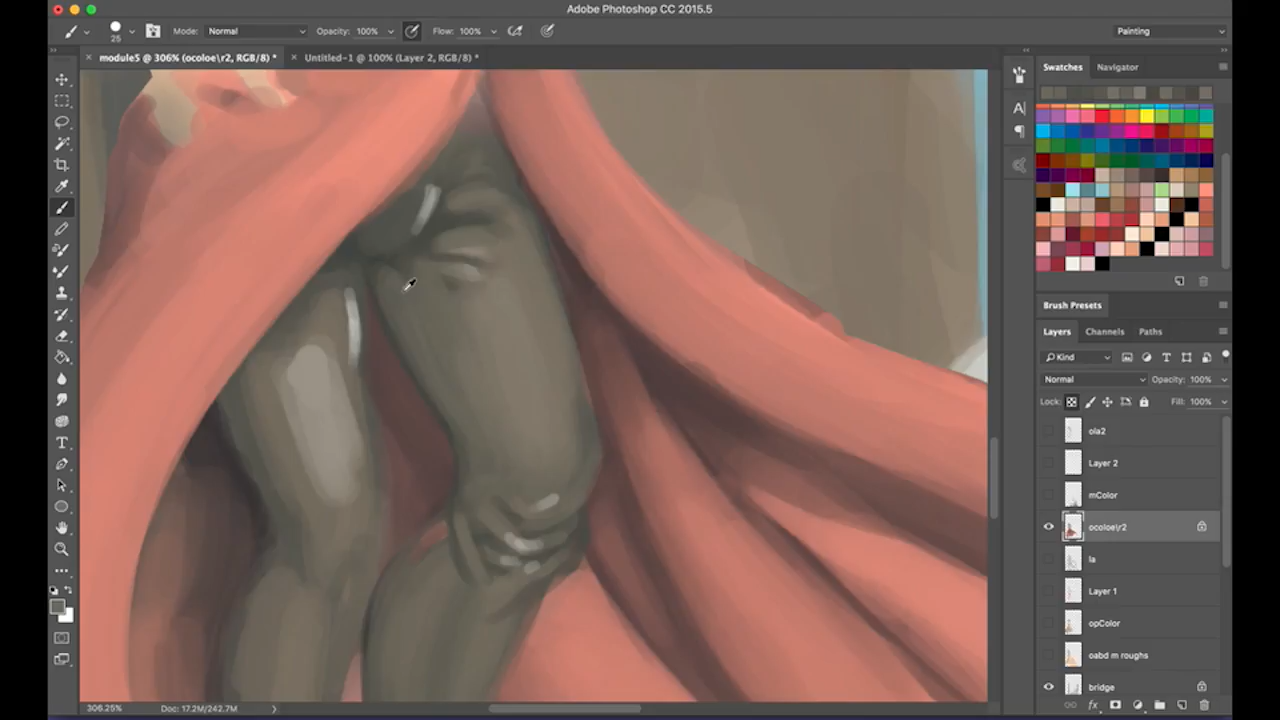 Adobe Photoshop CC 2015.5
25
Mode: Normal
Opacity: 100%
Flow: 100%
Painting
module5 @ 306% (ocoloe\r2, RGB/8) *
Untitled-1 @ 100% (Layer 2, RGB/8) *
Swatches
Navigator
Brush Presets
Layers
Channels
Paths
Kind
Normal
Opacity: 100%
Lock:
Fill: 100%
ola2
Layer 2
mColor
ocoloe\r2
la
Layer 1
opColor
oabd m roughs
bridge
306.25%
Doc: 17.2M/242.7M